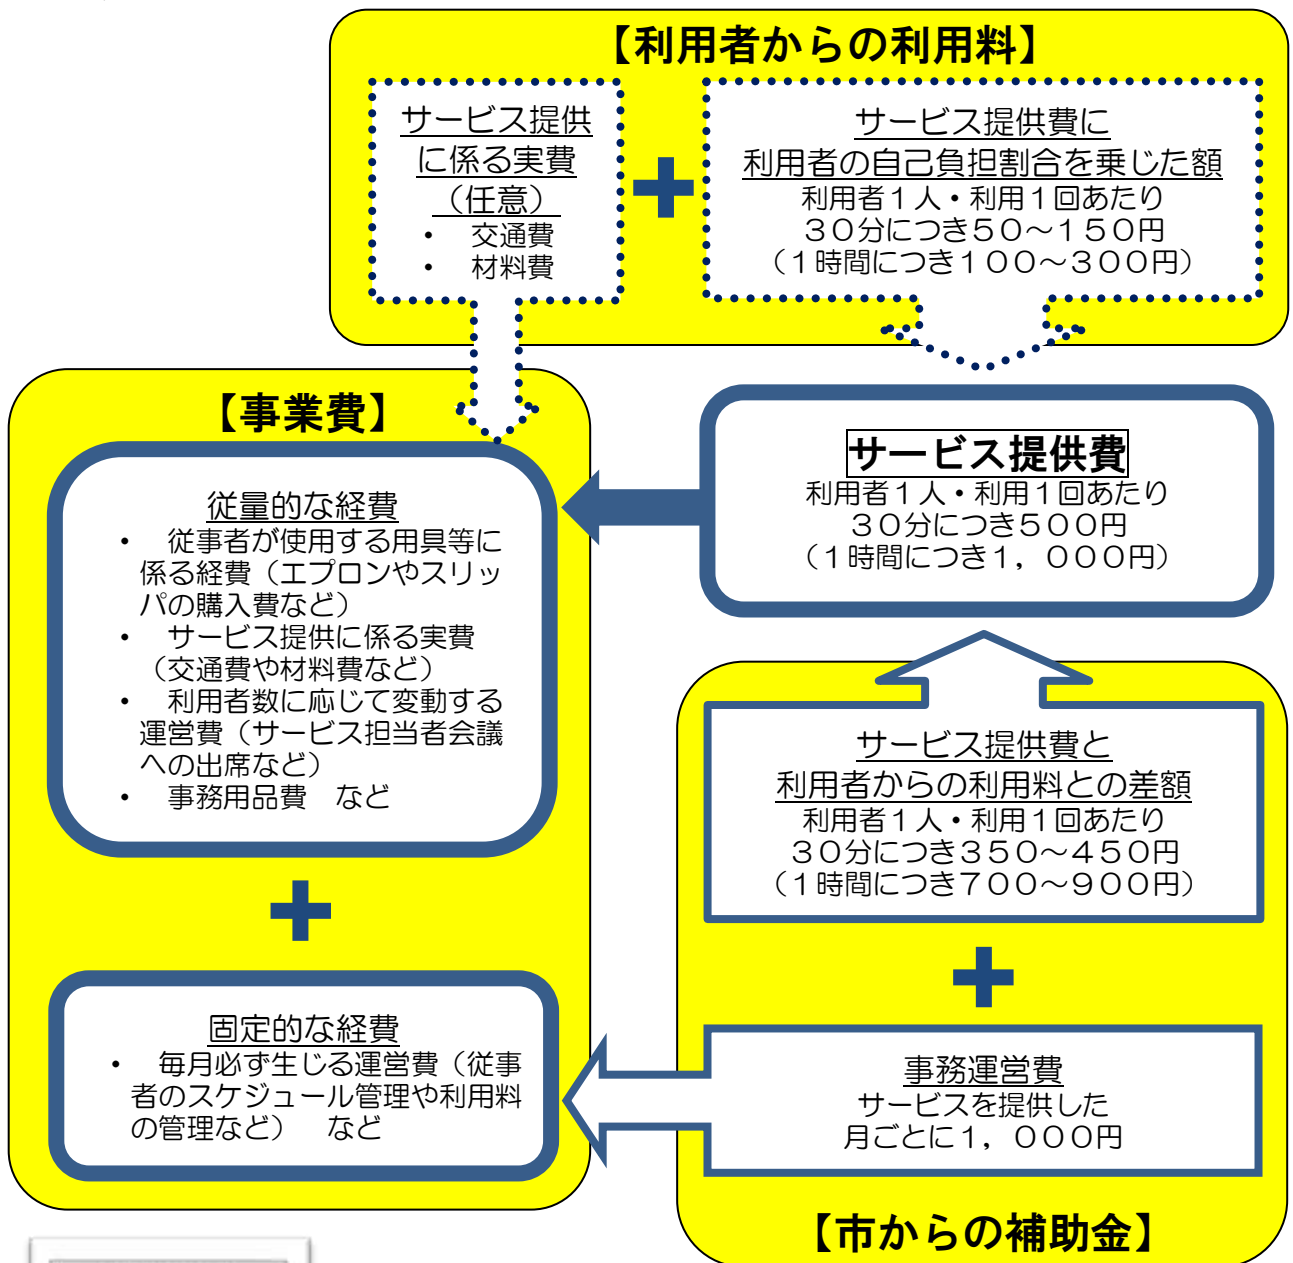 【利用者からの利用料】
サービス提供
に係る実費
（任意）
・ 交通費
・ 材料費
サービス提供費に
利用者の自己負担割合を乗じた額
利用者１人・利用１回あたり
３０分につき５０～１５０円
（１時間につき１００～３００円）
【事業費】
従量的な経費
・ 従事者が使用する用具等に
係る経費（エプロンやスリッ
パの購入費など）
・ サービス提供に係る実費
（交通費や材料費など）
・ 利用者数に応じて変動する
運営費（サービス担当者会議
への出席など）
・ 事務用品費　など
固定的な経費
・ 毎月必ず生じる運営費（従事
者のスケジュール管理や利用料
の管理など）　など
サービス提供費
利用者１人・利用１回あたり
３０分につき５００円
（１時間につき１，０００円）
サービス提供費と
利用者からの利用料との差額
利用者１人・利用１回あたり
３０分につき３５０～４５０円
（１時間につき７００～９００円）
事務運営費
サービスを提供した
月ごとに１，０００円
【市からの補助金】